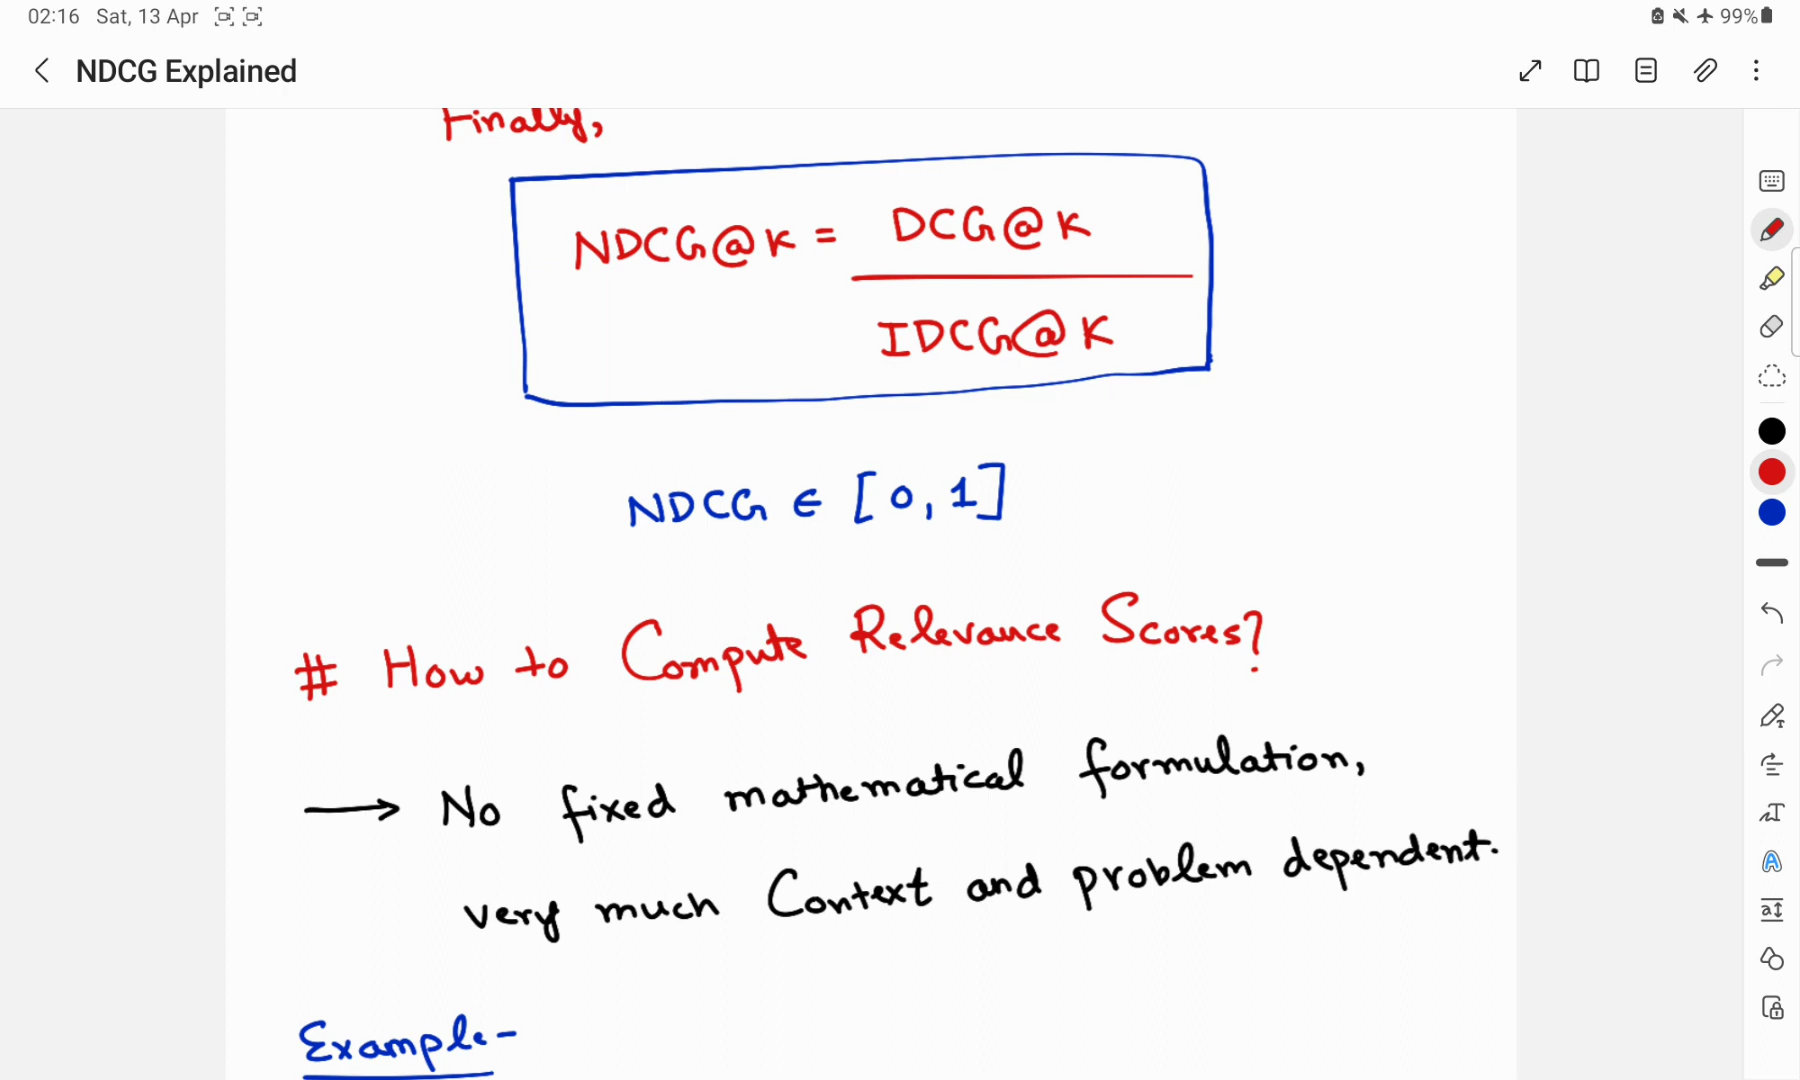 02:16 Sat, 13 Apr 99%
NDCG Explained
Finally,
NDCG@K = DCG@K
IDCG@K
NDCG ∈ [0,1]
# How to Compute Relevance Scores?
→ No fixed mathematical formulation,
very much Context and problem dependent.
Example-